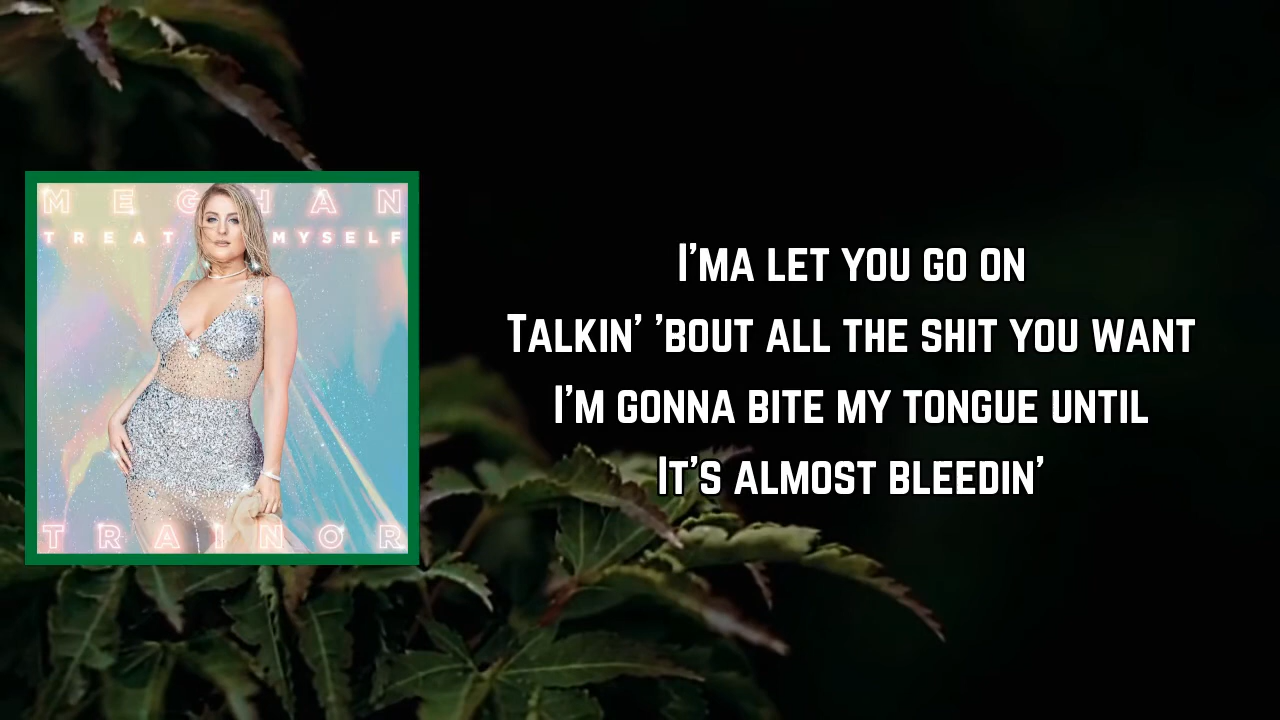 MEGHAN
TREAT MYSELF
TRAINOR
I'MA LET YOU GO ON
TALKIN' 'BOUT ALL THE SHIT YOU WANT
I'M GONNA BITE MY TONGUE UNTIL
IT'S ALMOST BLEEDIN'